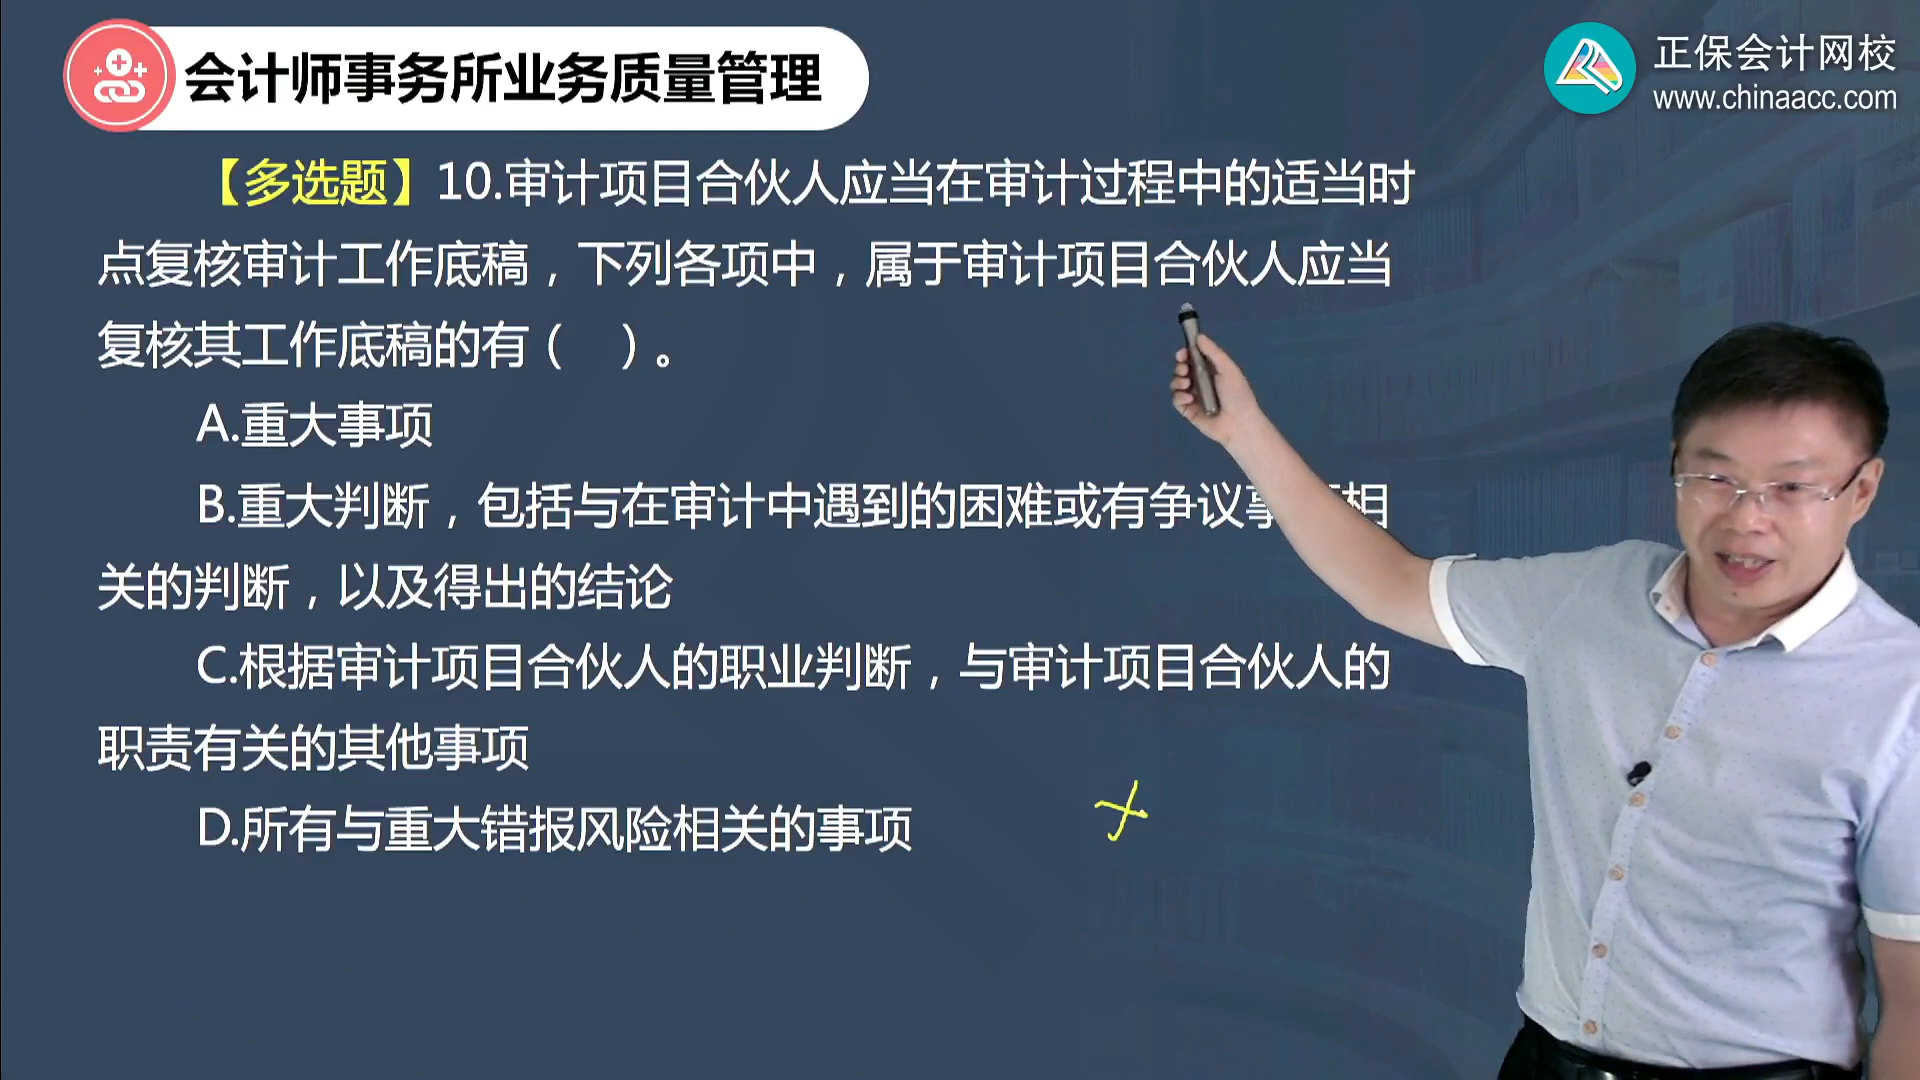 会计师事务所业务质量管理
正保会计网校
www.chinaacc.com
【多选题】10.审计项目合伙人应当在审计过程中的适当时
点复核审计工作底稿，下列各项中，属于审计项目合伙人应当
复核其工作底稿的有（ ）。
A.重大事项
B.重大判断，包括与在审计中遇到的困难或有争议事项相
关的判断，以及得出的结论
C.根据审计项目合伙人的职业判断，与审计项目合伙人的
职责有关的其他事项
D.所有与重大错报风险相关的事项